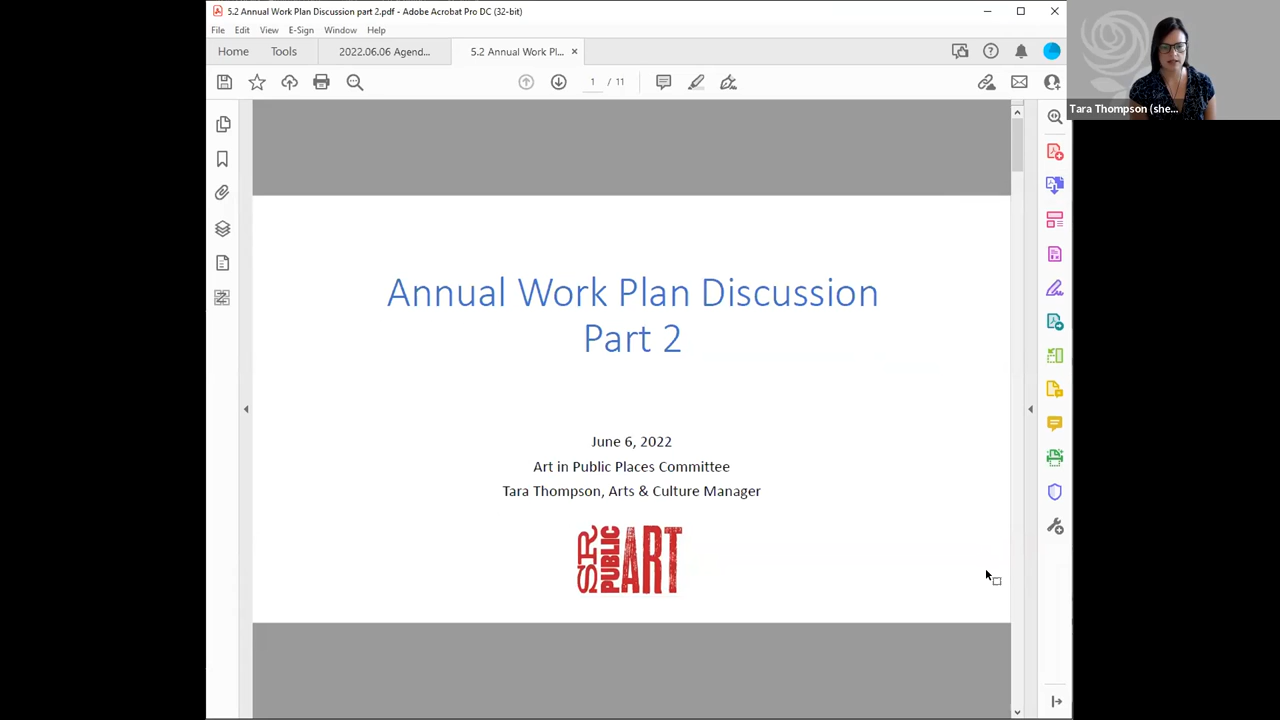 5.2 Annual Work Plan Discussion part 2.pdf - Adobe Acrobat Pro DC (32-bit)
File Edit View E-Sign Window Help
Home Tools 2022.06.06 Agend... 5.2 Annual Work Pl... ×
1 / 11
Tara Thompson (she...
Annual Work Plan Discussion
Part 2
June 6, 2022
Art in Public Places Committee
Tara Thompson, Arts & Culture Manager
SR PUBLIC ART